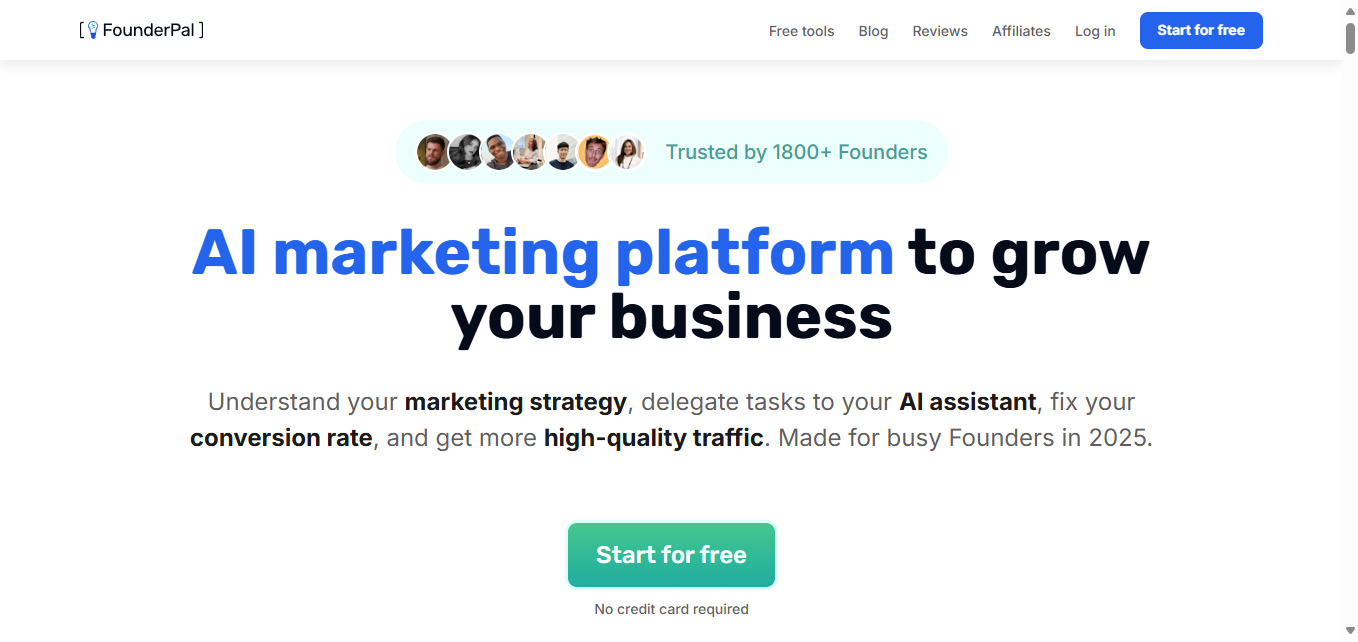 [ FounderPal ]
Free tools
Blog
Reviews
Affiliates
Log in
Start for free
Trusted by 1800+ Founders
AI marketing platform to grow
your business
Understand your marketing strategy, delegate tasks to your AI assistant, fix your
conversion rate, and get more high-quality traffic. Made for busy Founders in 2025.
Start for free
No credit card required